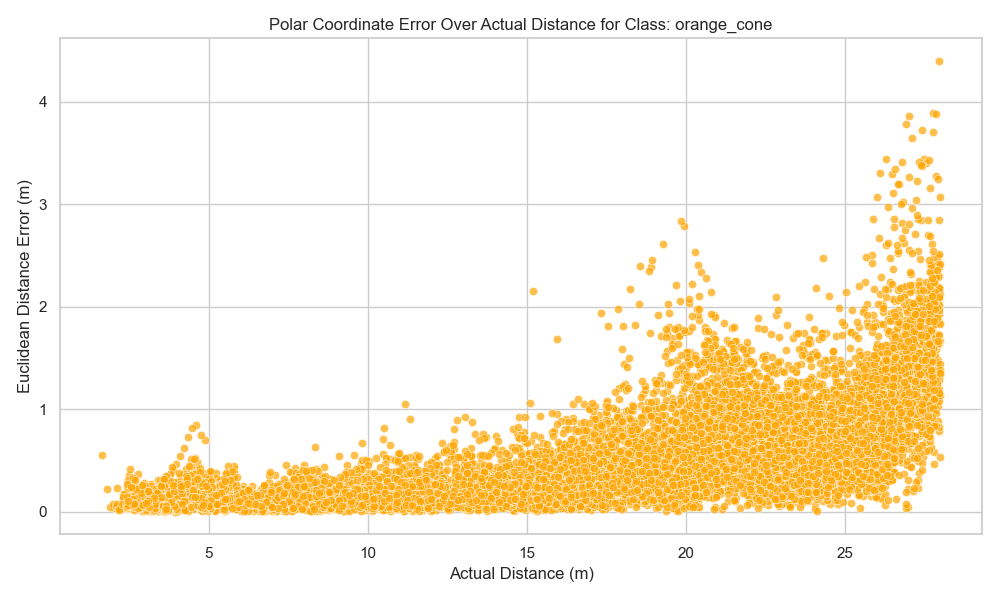 Polar Coordinate Error Over Actual Distance for Class: orange_cone
Euclidean Distance Error (m)
4
3
2
1
0
5 10 15 20 25
Actual Distance (m)